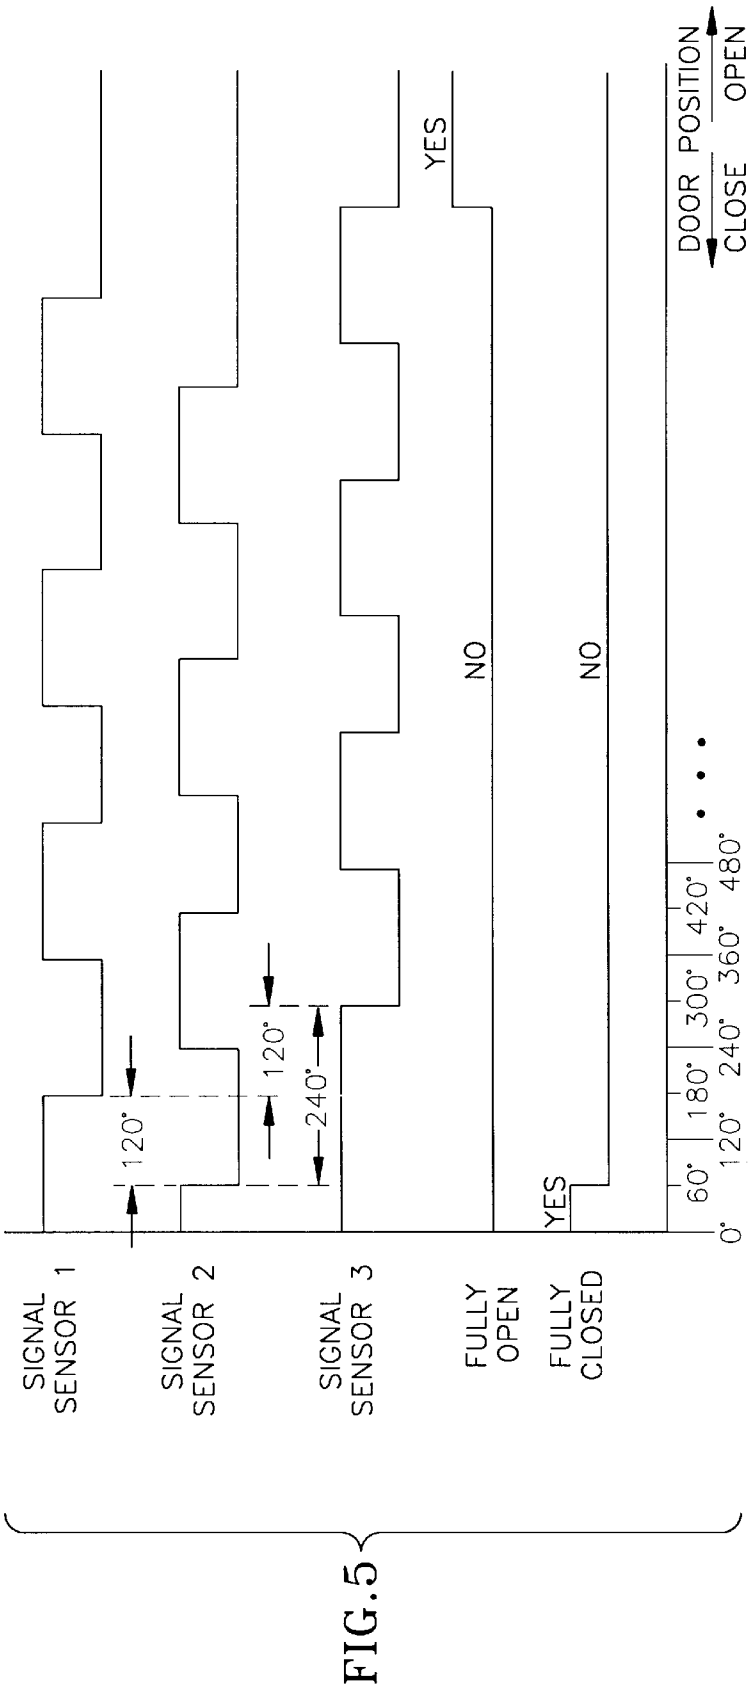 SIGNAL
SENSOR 1
120°
SIGNAL
SENSOR 2
120°
240°
SIGNAL
SENSOR 3
FULLY
OPEN
NO
YES
FULLY
CLOSED
YES
NO
60° 180° 300° 420°
0° 120° 240° 360° 480°
DOOR POSITION
CLOSE OPEN
FIG.5